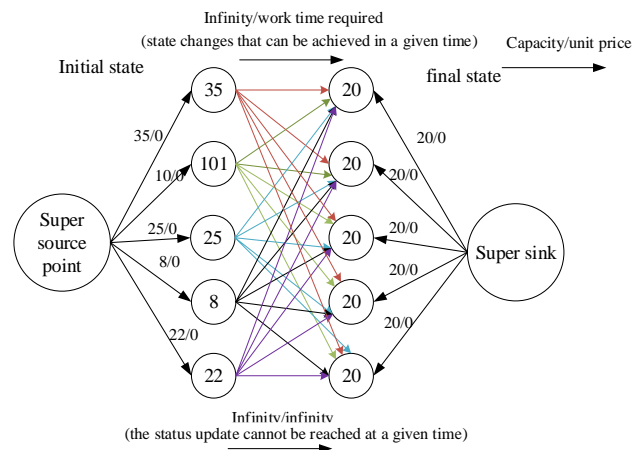 Infinity/work time required
(state changes that can be achieved in a given time)
Capacity/unit price
Initial state
final state
35
20
35/0
20/0
101
20
10/0
20/0
Super
source
point
25
20
25/0
20/0
Super sink
8/0
20/0
8
20
22/0
20/0
22
20
Infinity/infinity
(the status update cannot be reached at a given time)